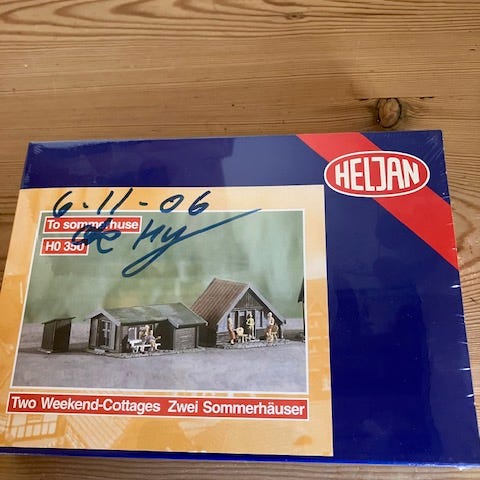 HELJAN
6-11-06
To sommerhuse
H0 350
Two Weekend-Cottages Zwei Sommerhäuser